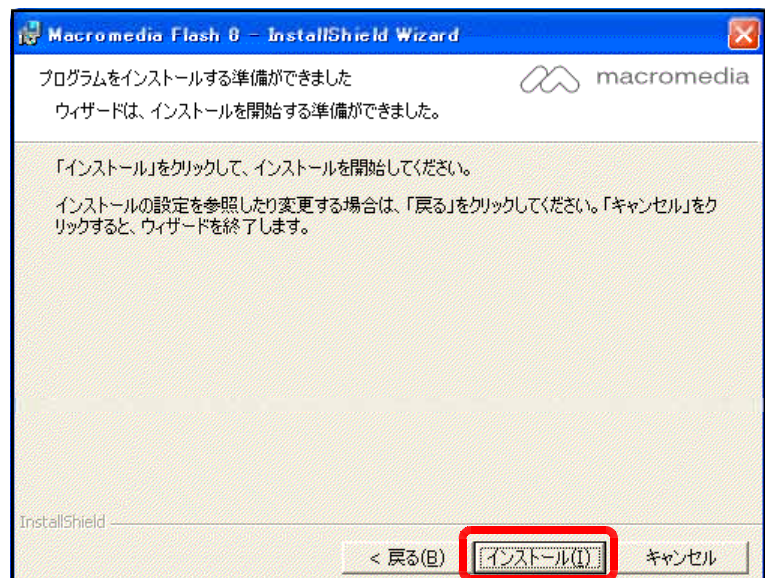 Macromedia Flash 8 - InstallShield Wizard
プログラムをインストールする準備ができました
macromedia
ウィザードは、インストールを開始する準備ができました。
「インストール」をクリックして、インストールを開始してください。
インストールの設定を参照したり変更する場合は、「戻る」をクリックしてください。「キャンセル」をク
リックすると、ウィザードを終了します。
InstallShield
< 戻る(B)
インストール(I)
キャンセル